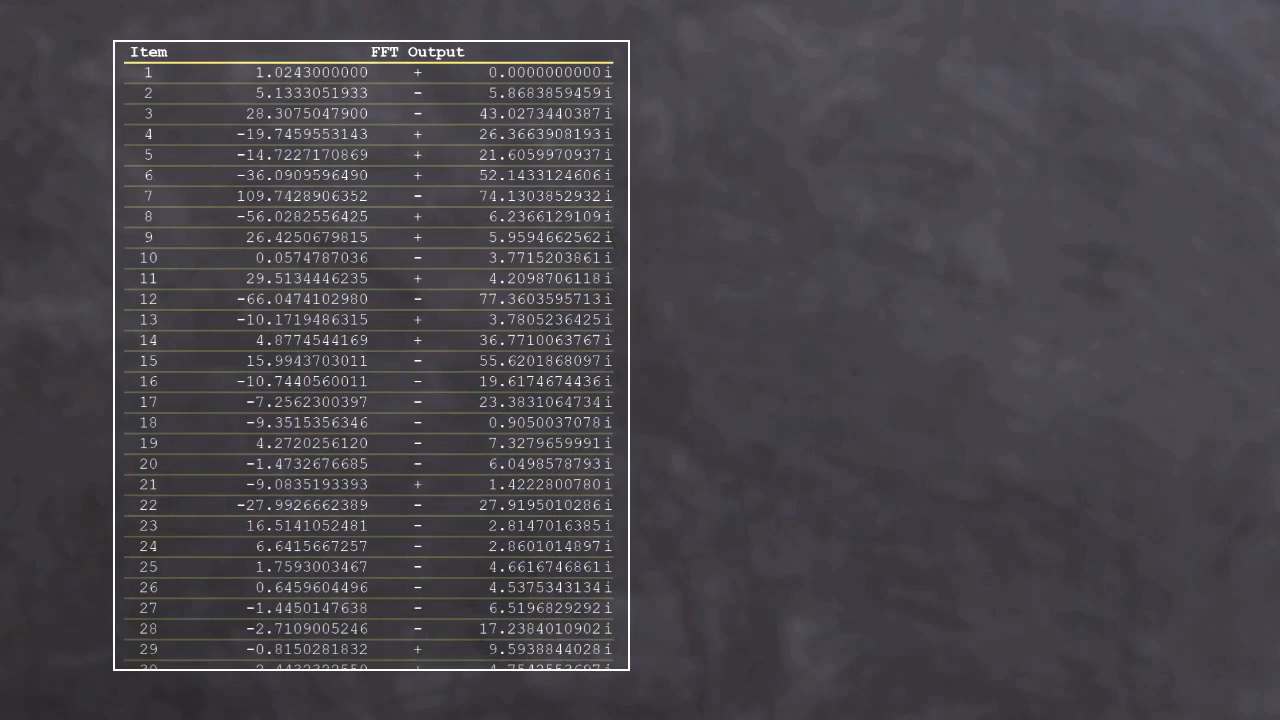 Item FFT Output
1 1.0243000000 + 0.0000000000i
2 5.1333051933 - 5.8683859459i
3 28.3075047900 - 43.0273440387i
4 -19.7459553143 + 26.3663908193i
5 -14.7227170869 + 21.6059970937i
6 -36.0909596490 + 52.1433124606i
7 109.7428906352 - 74.1303852932i
8 -56.0282556425 + 6.2366129109i
9 26.4250679815 + 5.9594662562i
10 0.0574787036 - 3.7715203861i
11 29.5134446235 + 4.2098706118i
12 -66.0474102980 - 77.3603595713i
13 -10.1719486315 + 3.7805236425i
14 4.8774544169 + 36.7710063767i
15 15.9943703011 - 55.6201868097i
16 -10.7440560011 - 19.6174674436i
17 -7.2562300397 - 23.3831064734i
18 -9.3515356346 - 0.9050037078i
19 4.2720256120 - 7.3279659991i
20 -1.4732676685 - 6.0498578793i
21 -9.0835193393 + 1.4222800780i
22 -27.9926662389 - 27.9195010286i
23 16.5141052481 - 2.8147016385i
24 6.6415667257 - 2.8601014897i
25 1.7593003467 - 4.6616746861i
26 0.6459604496 - 4.5375343134i
27 -1.4450147638 - 6.5196829292i
28 -2.7109005246 - 17.2384010902i
29 -0.8150281832 + 9.5938844028i